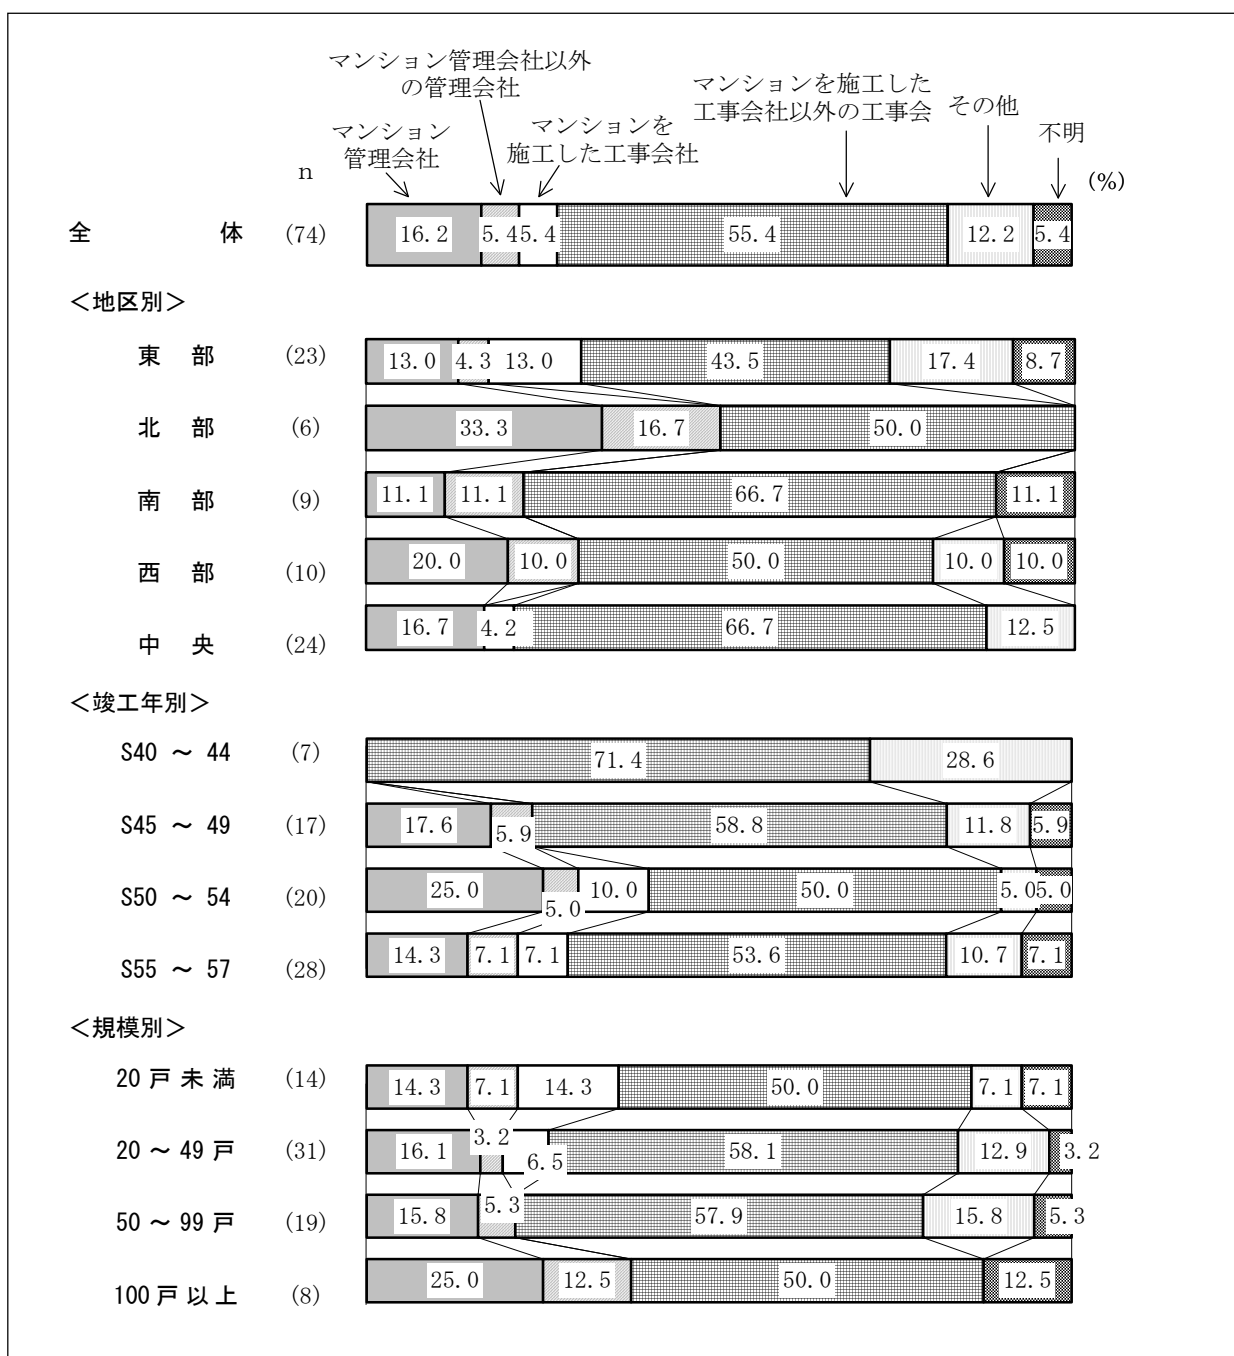 マンション管理会社以外
の管理会社
マンションを施工した
工事会社以外の工事会
その他
マンション
管理会社
マンションを
施工した工事会社
不明
n
(%)
全 体 (74) 16.2 5.4 5.4 55.4 12.2 5.4
＜地区別＞
東 部 (23) 13.0 4.3 13.0 43.5 17.4 8.7
北 部 (6) 33.3 16.7 50.0
南 部 (9) 11.1 11.1 66.7 11.1
西 部 (10) 20.0 10.0 50.0 10.0 10.0
中 央 (24) 16.7 4.2 66.7 12.5
＜竣工年別＞
S40 ～ 44 (7) 71.4 28.6
S45 ～ 49 (17) 17.6 5.9 58.8 11.8 5.9
S50 ～ 54 (20) 25.0 5.0 10.0 50.0 5.0 5.0
S55 ～ 57 (28) 14.3 7.1 7.1 53.6 10.7 7.1
＜規模別＞
20戸未満 (14) 14.3 7.1 14.3 50.0 7.1 7.1
20～49戸 (31) 16.1 3.2 6.5 58.1 12.9 3.2
50～99戸 (19) 15.8 5.3 57.9 15.8 5.3
100戸以上 (8) 25.0 12.5 50.0 12.5